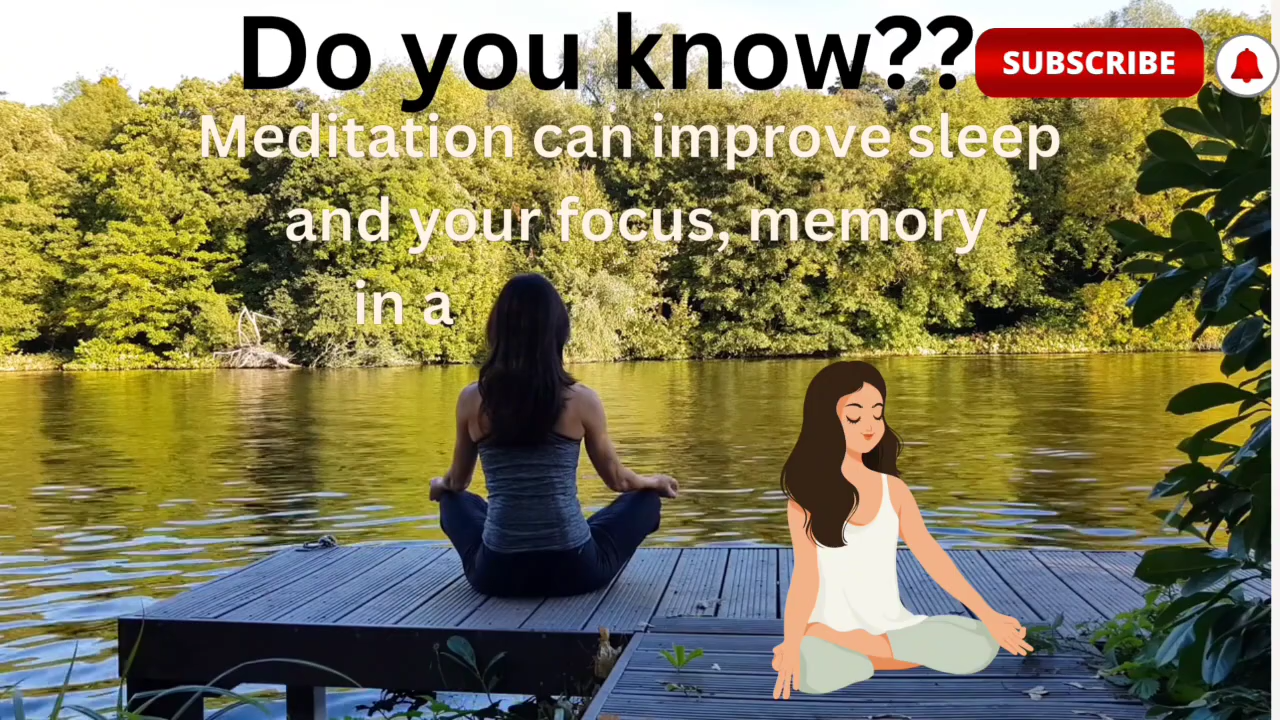 Do you know??
SUBSCRIBE
Meditation can improve sleep
and your focus, memory
in a